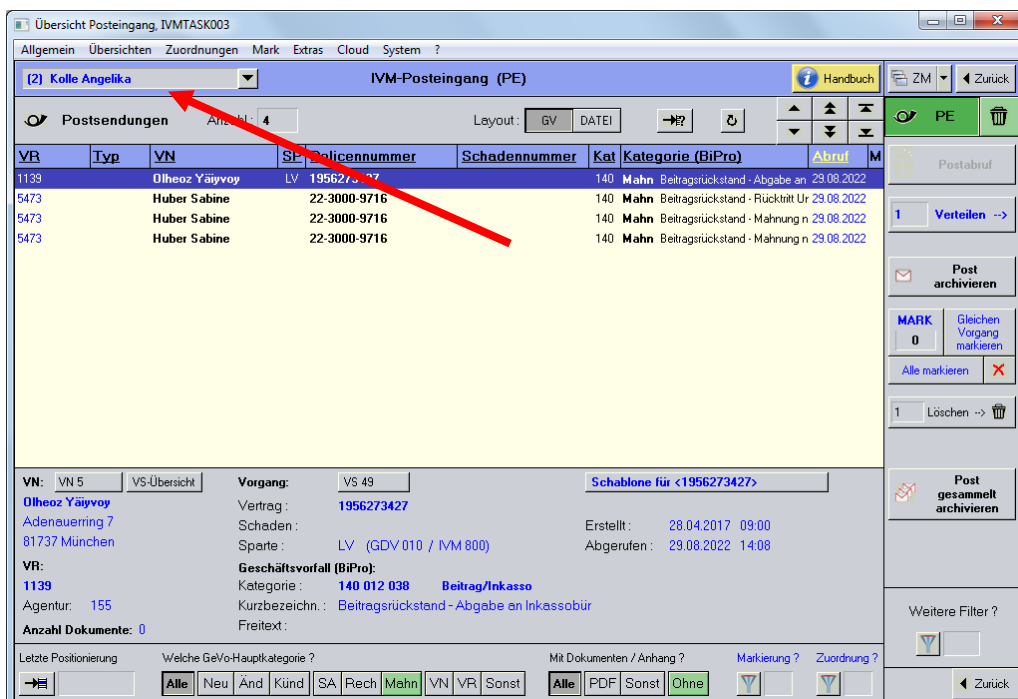 Übersicht Posteingang, IVMTASK003
Allgemein Übersichten Zuordnungen Mark Extras Cloud System ?
(2) Kolle Angelika IVM-Posteingang (PE) Handbuch ZM Zurück
Postsendungen Anzahl: 4 Layout: GV DATEI PE
VR Typ VN SP Policennummer Schadennummer Kat Kategorie (BiPro) Abruf M
1139 Olheoz Yäiyvoy LV 1956273427 140 Mahn Beitragsrückstand - Abgabe an 29.08.2022
5473 Huber Sabine 22-3000-9716 140 Mahn Beitragsrückstand - Rücktritt Ur 29.08.2022
5473 Huber Sabine 22-3000-9716 140 Mahn Beitragsrückstand - Mahnung n 29.08.2022
5473 Huber Sabine 22-3000-9716 140 Mahn Beitragsrückstand - Mahnung n 29.08.2022
Postabruf
1 Verteilen -->
Post
archivieren
MARK
0
Gleichen
Vorgang
markieren
Alle markieren
1 Löschen -->
Post
gesammelt
archivieren
VN: VN 5 VS-Übersicht Vorgang: VS 49 Schablone für <1956273427>
Olheoz Yäiyvoy Vertrag : 1956273427
Adenauerring 7 Schaden : Erstellt : 28.04.2017 09:00
81737 München Sparte : LV (GDV 010 / IVM 800) Abgerufen : 29.08.2022 14:08
VR: Geschäftsvorfall (BiPro):
1139 Kategorie : 140 012 038 Beitrag/Inkasso
Agentur: 155 Kurzbezeichn. : Beitragsrückstand - Abgabe an Inkassobür
Anzahl Dokumente: 0 Freitext :
Weitere Filter ?
Letzte Positionierung Welche GeVo-Hauptkategorie ? Mit Dokumenten / Anhang ? Markierung ? Zuordnung ?
Alle Neu Änd Künd SA Rech Mahn VN VR Sonst Alle PDF Sonst Ohne Zurück